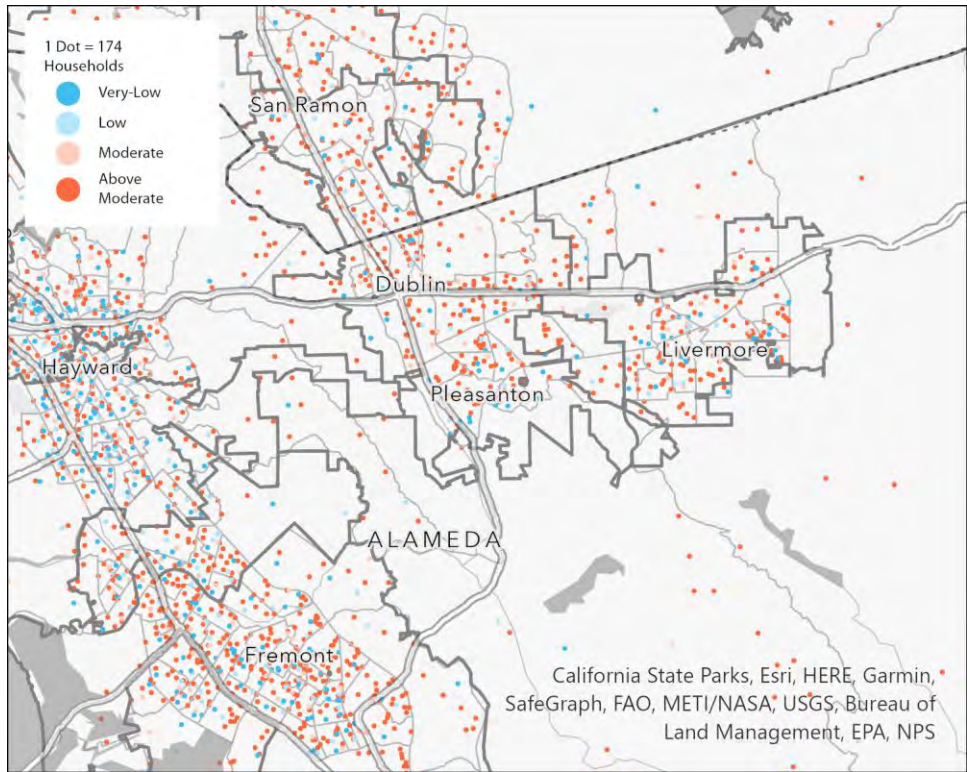 1 Dot = 174
Households
Very-Low
Low
Moderate
Above
Moderate
San Ramon
Dublin
Hayward
Livermore
Pleasanton
ALAMEDA
Fremont
California State Parks, Esri, HERE, Garmin,
SafeGraph, FAO, METI/NASA, USGS, Bureau of
Land Management, EPA, NPS